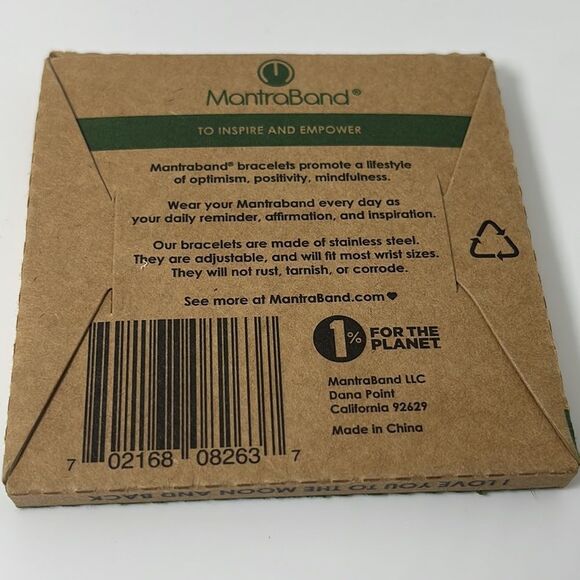 MantraBand®
TO INSPIRE AND EMPOWER
Mantraband® bracelets promote a lifestyle
of optimism, positivity, mindfulness.
Wear your Mantraband every day as
your daily reminder, affirmation, and inspiration.
Our bracelets are made of stainless steel.
They are adjustable, and will fit most wrist sizes.
They will not rust, tarnish, or corrode.
See more at MantraBand.com♥
1% FOR THE
PLANET
MantraBand LLC
Dana Point
California 92629
Made in China
7 02168 08263 7
I LOVE YOU TO THE MOON AND BACK